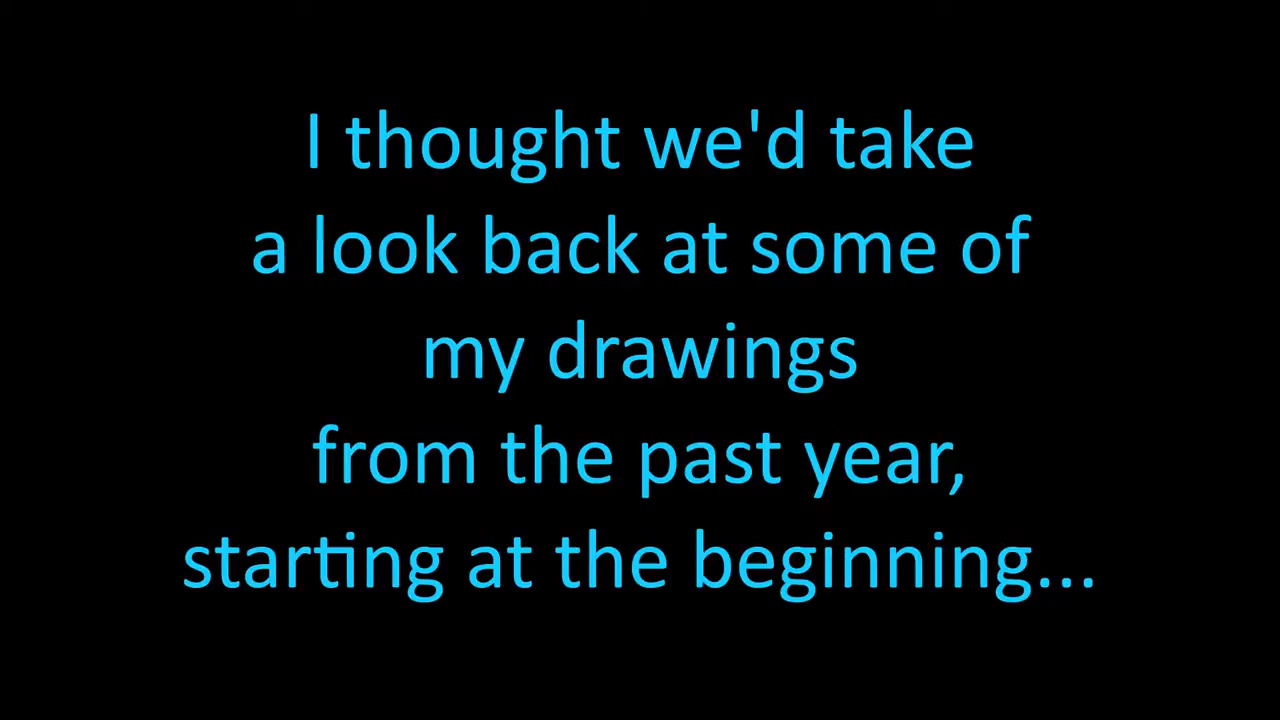 I thought we'd take
a look back at some of
my drawings
from the past year,
starting at the beginning...